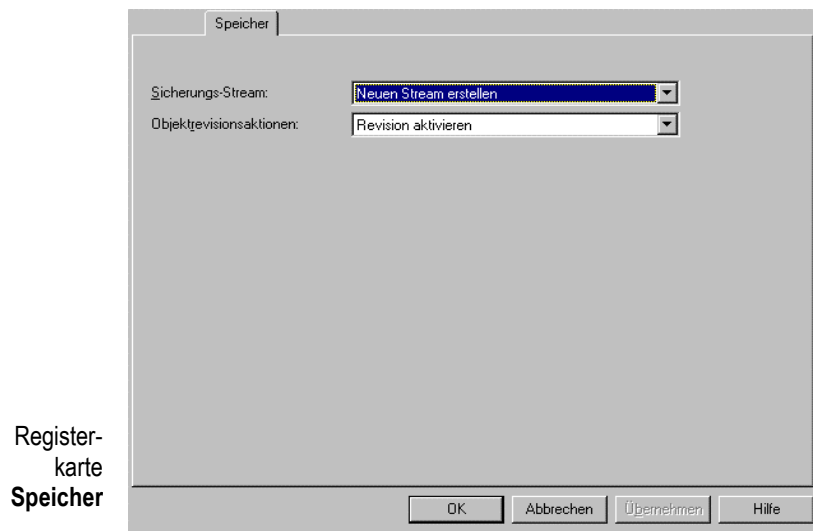 Speicher
Sicherungs-Stream:
Neuen Stream erstellen
Objektrevisionsaktionen:
Revision aktivieren
Register-
karte
Speicher
OK
Abbrechen
Übernehmen
Hilfe